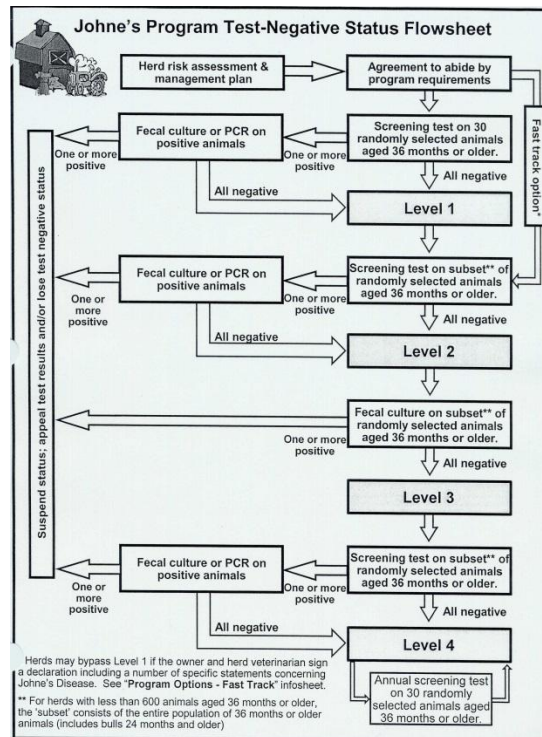 Johne's Program Test-Negative Status Flowsheet
Herd risk assessment &
management plan
Agreement to abide by
program requirements
Fast track option*
Fecal culture or PCR on
positive animals
Screening test on 30
randomly selected animals
aged 36 months or older.
One or more
positive
One or more
positive
All negative
All negative
Level 1
Fecal culture or PCR on
positive animals
Screening test on subset** of
randomly selected animals
aged 36 months or older.
One or
more
positive
One or more
positive
All negative
All negative
Level 2
Suspend status; appeal test results and/or lose test negative status
Fecal culture on subset** of
randomly selected animals
aged 36 months or older.
One or more
positive
All negative
Level 3
Fecal culture or PCR on
positive animals
Screening test on subset** of
randomly selected animals
aged 36 months or older.
One or
more
positive
One or more
positive
All negative
All negative
Level 4
Herds may bypass Level 1 if the owner and herd veterinarian sign
a declaration including a number of specific statements concerning
Johne's Disease. See "Program Options - Fast Track" infosheet.
** For herds with less than 600 animals aged 36 months or older,
the 'subset' consists of the entire population of 36 months or older
animals (includes bulls 24 months and older)
Annual screening test
on 30 randomly
selected animals aged
36 months or older.